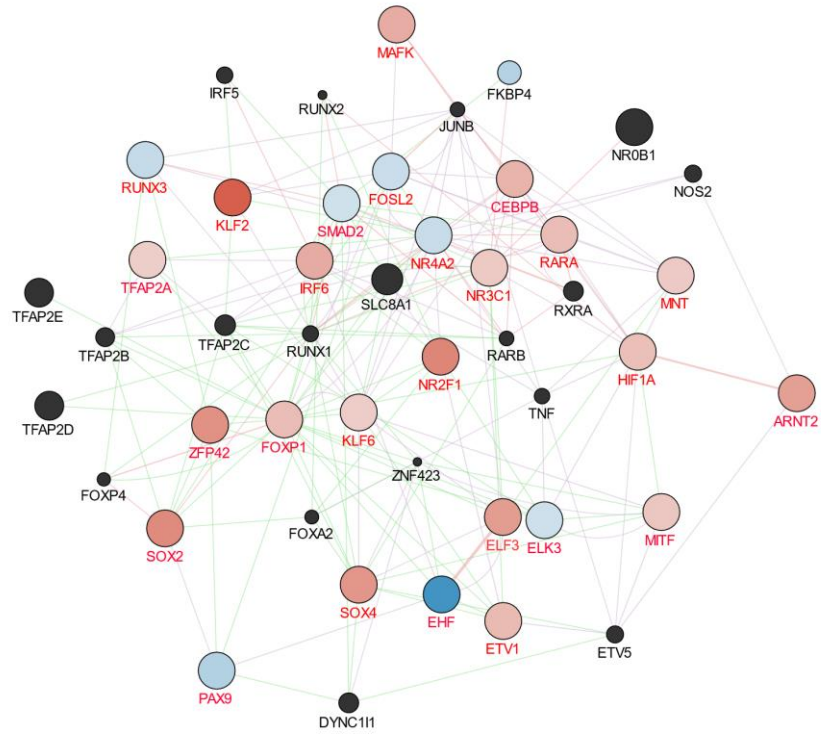 MAFK
IRF5
RUNX2
FKBP4
JUNB
NR0B1
RUNX3
KLF2
SMAD2
FOSL2
CEBPB
NOS2
TFAP2A
IRF6
NR4A2
NR3C1
RARA
MNT
SLC8A1
RXRA
TFAP2E
TFAP2B
TFAP2C
RUNX1
RARB
HIF1A
NR2F1
TNF
ARNT2
TFAP2D
ZFP42
FOXP1
KLF6
ZNF423
FOXP4
SOX2
FOXA2
ELF3
ELK3
MITF
SOX4
EHF
ETV1
ETV5
PAX9
DYNC1I1